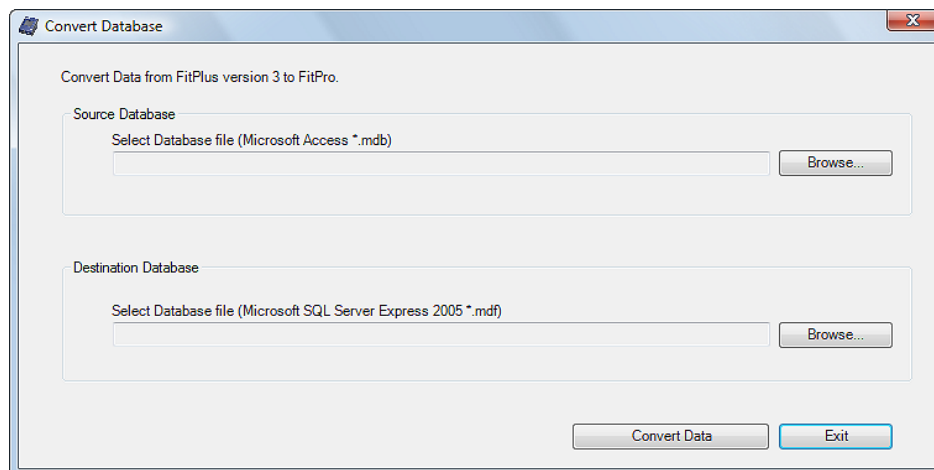 Convert Database
Convert Data from FitPlus version 3 to FitPro.
Source Database
Select Database file (Microsoft Access *.mdb)
Browse...
Destination Database
Select Database file (Microsoft SQL Server Express 2005 *.mdf)
Browse...
Convert Data
Exit